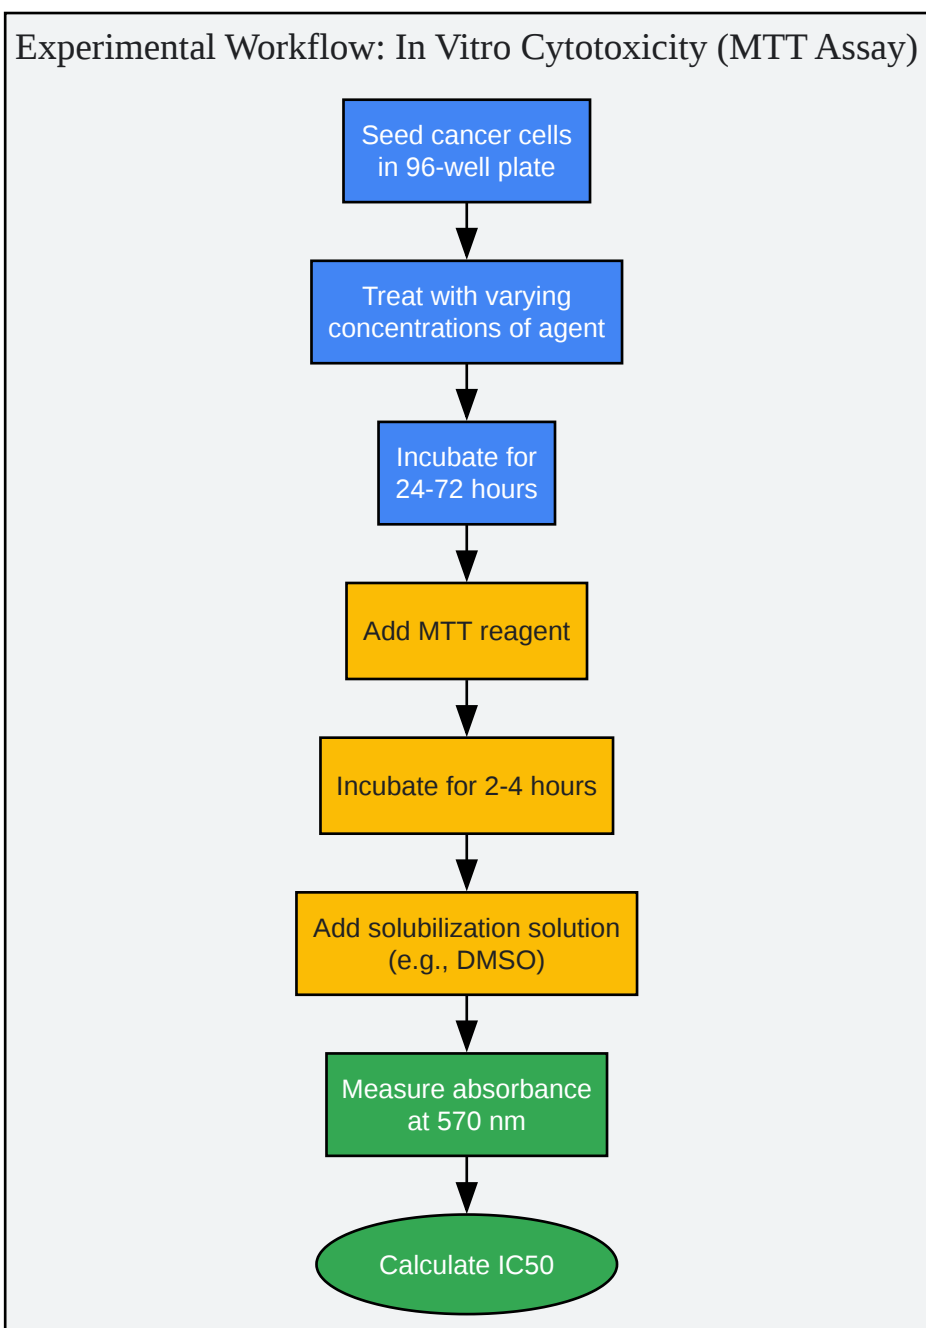 Experimental Workflow: In Vitro Cytotoxicity (MTT Assay)
Seed cancer cells
in 96-well plate
Treat with varying
concentrations of agent
Incubate for
24-72 hours
Add MTT reagent
Incubate for 2-4 hours
Add solubilization solution
(e.g., DMSO)
Measure absorbance
at 570 nm
Calculate IC50